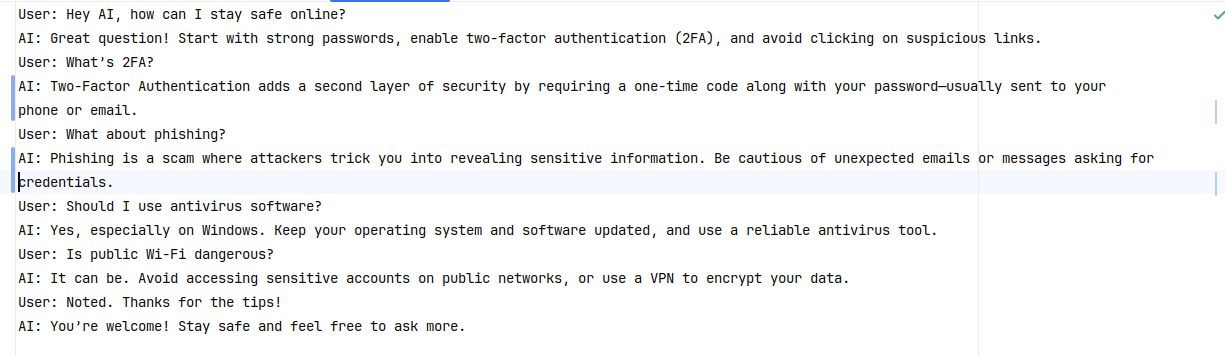 User: Hey AI, how can I stay safe online?
AI: Great question! Start with strong passwords, enable two-factor authentication (2FA), and avoid clicking on suspicious links.
User: What’s 2FA?
AI: Two-Factor Authentication adds a second layer of security by requiring a one-time code along with your password—usually sent to your
phone or email.
User: What about phishing?
AI: Phishing is a scam where attackers trick you into revealing sensitive information. Be cautious of unexpected emails or messages asking for
credentials.
User: Should I use antivirus software?
AI: Yes, especially on Windows. Keep your operating system and software updated, and use a reliable antivirus tool.
User: Is public Wi-Fi dangerous?
AI: It can be. Avoid accessing sensitive accounts on public networks, or use a VPN to encrypt your data.
User: Noted. Thanks for the tips!
AI: You’re welcome! Stay safe and feel free to ask more.